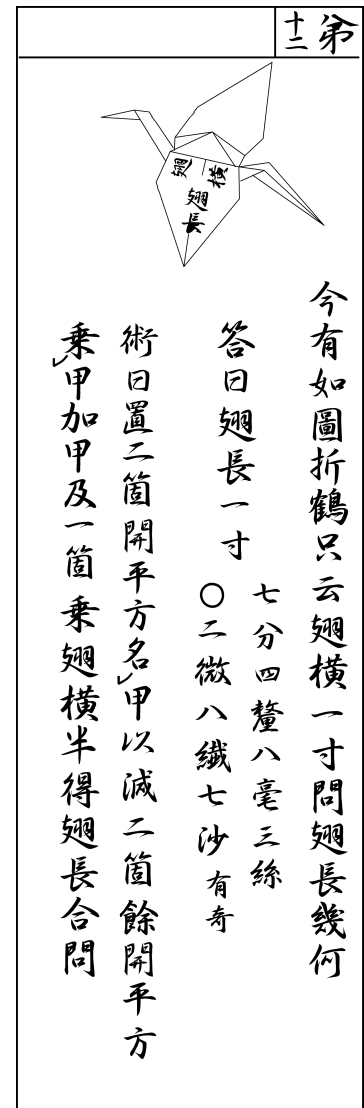 第十二
翅横
翅長
今有如圖折鶴只云翅横一寸問翅長幾何
答曰翅長一寸
七分四釐八毫三絲
〇二微八纖七沙有奇
術曰置二箇開平方名甲以減二箇餘開平方
乗甲加甲及一箇乗翅横半得翅長合問